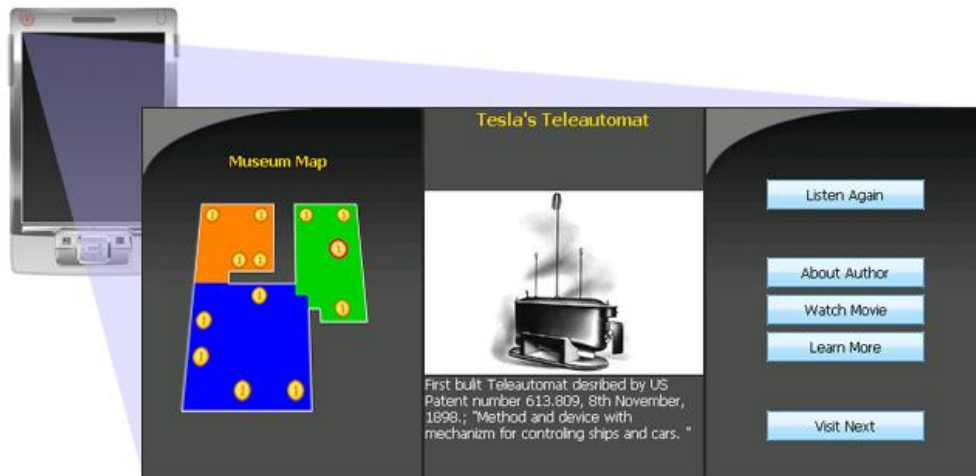 Museum Map
Tesla's Teleautomat
First bulit Teleautomat desribed by US
Patent number 613.809, 8th November,
1898.; "Method and device with
mechanizm for controling ships and cars. "
Listen Again
About Author
Watch Movie
Learn More
Visit Next